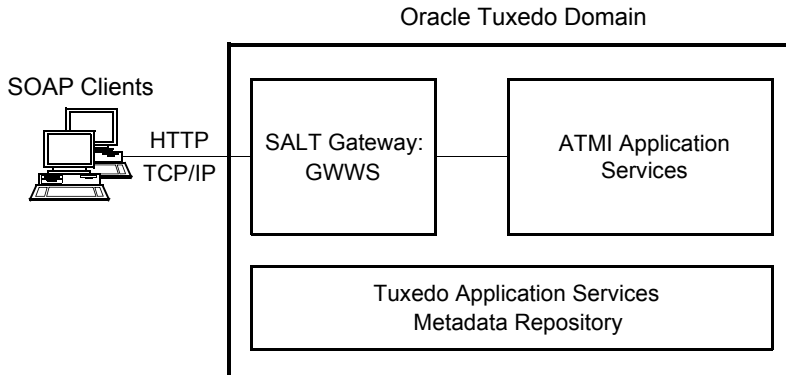 Oracle Tuxedo Domain
SOAP Clients
HTTP
TCP/IP
SALT Gateway:
GWWS
ATMI Application
Services
Tuxedo Application Services
Metadata Repository